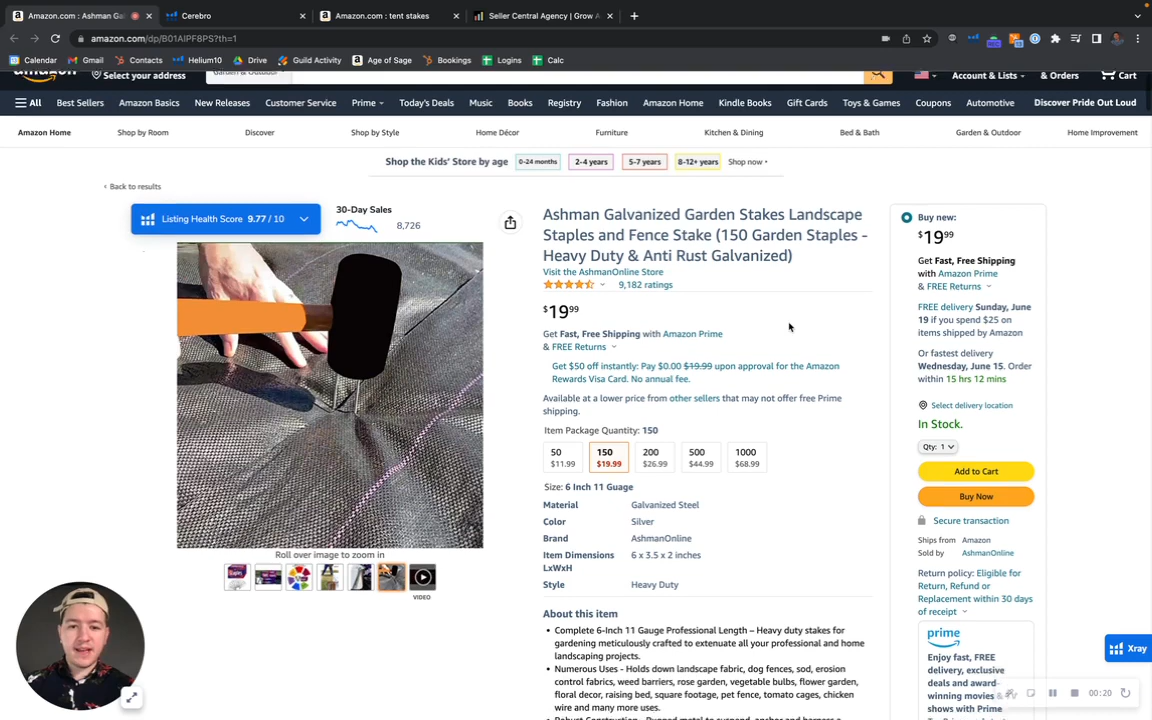 Amazon.com : Ashman Ga
Cerebro
Amazon.com : tent stakes
Seller Central Agency | Grow A
amazon.com/dp/B01AIPF8PS?th=1
Calendar Gmail Contacts Helium10 Drive Guild Activity Age of Sage Bookings Logins Calc
amazon Select your address Garden & Outdoor Account & Lists & Orders Cart
All Best Sellers Amazon Basics New Releases Customer Service Prime Today's Deals Music Books Registry Fashion Amazon Home Kindle Books Gift Cards Toys & Games Coupons Automotive Discover Pride Out Loud
Amazon Home Shop by Room Discover Shop by Style Home Décor Furniture Kitchen & Dining Bed & Bath Garden & Outdoor Home Improvement
Shop the Kids' Store by age 0-24 months 2-4 years 5-7 years 8-12+ years Shop now
‹ Back to results
Listing Health Score 9.77 / 10
30-Day Sales
8,726
Roll over image to zoom in
VIDEO
Ashman Galvanized Garden Stakes Landscape
Staples and Fence Stake (150 Garden Staples -
Heavy Duty & Anti Rust Galvanized)
Visit the AshmanOnline Store
9,182 ratings
$19.99
Get Fast, Free Shipping with Amazon Prime
& FREE Returns
Get $50 off instantly: Pay $0.00 $19.99 upon approval for the Amazon
Rewards Visa Card. No annual fee.
Available at a lower price from other sellers that may not offer free Prime
shipping.
Item Package Quantity: 150
50 150 200 500 1000
$11.99 $19.99 $26.99 $44.99 $68.99
Size: 6 Inch 11 Guage
Material Galvanized Steel
Color Silver
Brand AshmanOnline
Item Dimensions 6 x 3.5 x 2 inches
LxWxH
Style Heavy Duty
About this item
• Complete 6-Inch 11 Gauge Professional Length – Heavy duty stakes for
gardening meticulously crafted to extenuate all your professional and home
landscaping projects.
• Numerous Uses - Holds down landscape fabric, dog fences, sod, erosion
control fabrics, weed barriers, rose garden, vegetable bulbs, flower garden,
floral decor, raising bed, square footage, pet fence, tomato cages, chicken
wire and many more uses.
Buy new:
$19.99
Get Fast, Free Shipping
with Amazon Prime
& FREE Returns
FREE delivery Sunday, June
19 if you spend $25 on
items shipped by Amazon
Or fastest delivery
Wednesday, June 15. Order
within 15 hrs 12 mins
Select delivery location
In Stock.
Qty: 1
Add to Cart
Buy Now
Secure transaction
Ships from Amazon
Sold by AshmanOnline
Return policy: Eligible for
Return, Refund or
Replacement within 30 days
of receipt
prime
Enjoy fast, FREE
delivery, exclusive
deals and award-
winning movies &
shows with Prime
Xray
00:20